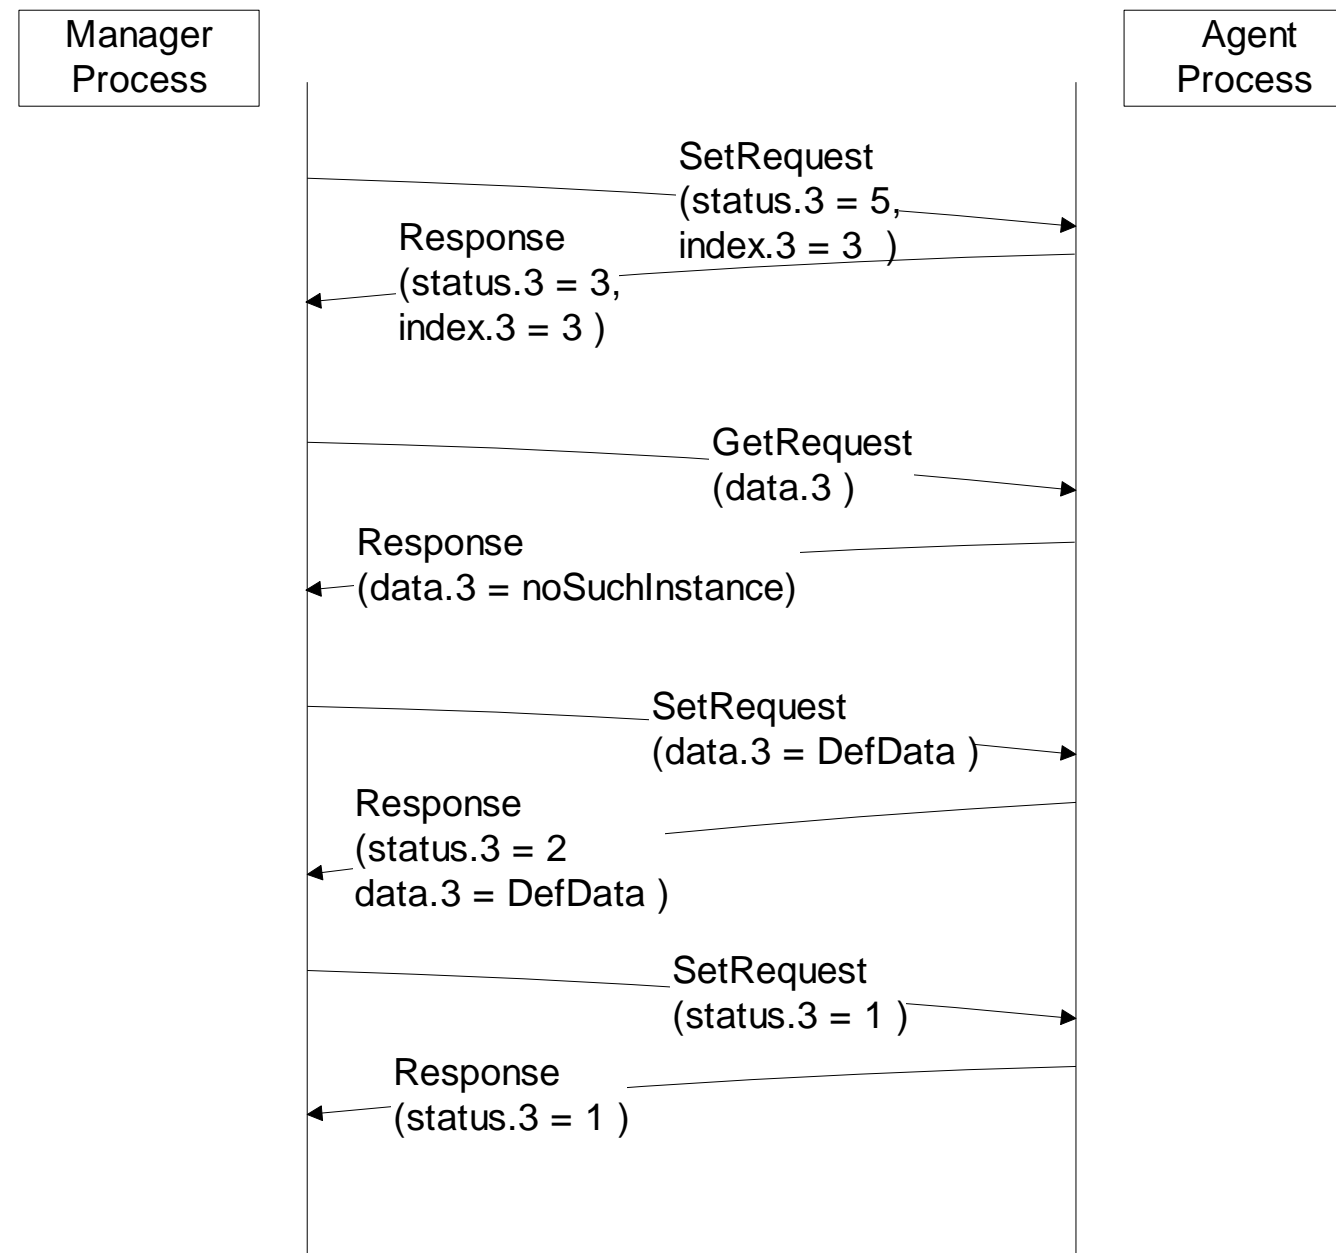 Manager
Process
Agent
Process
SetRequest
(status.3 = 5,
index.3 = 3  )
Response
(status.3 = 3,
index.3 = 3 )
GetRequest
(data.3 )
Response
(data.3 = noSuchInstance)
SetRequest
(data.3 = DefData )
Response
(status.3 = 2
data.3 = DefData )
SetRequest
(status.3 = 1 )
Response
(status.3 = 1 )